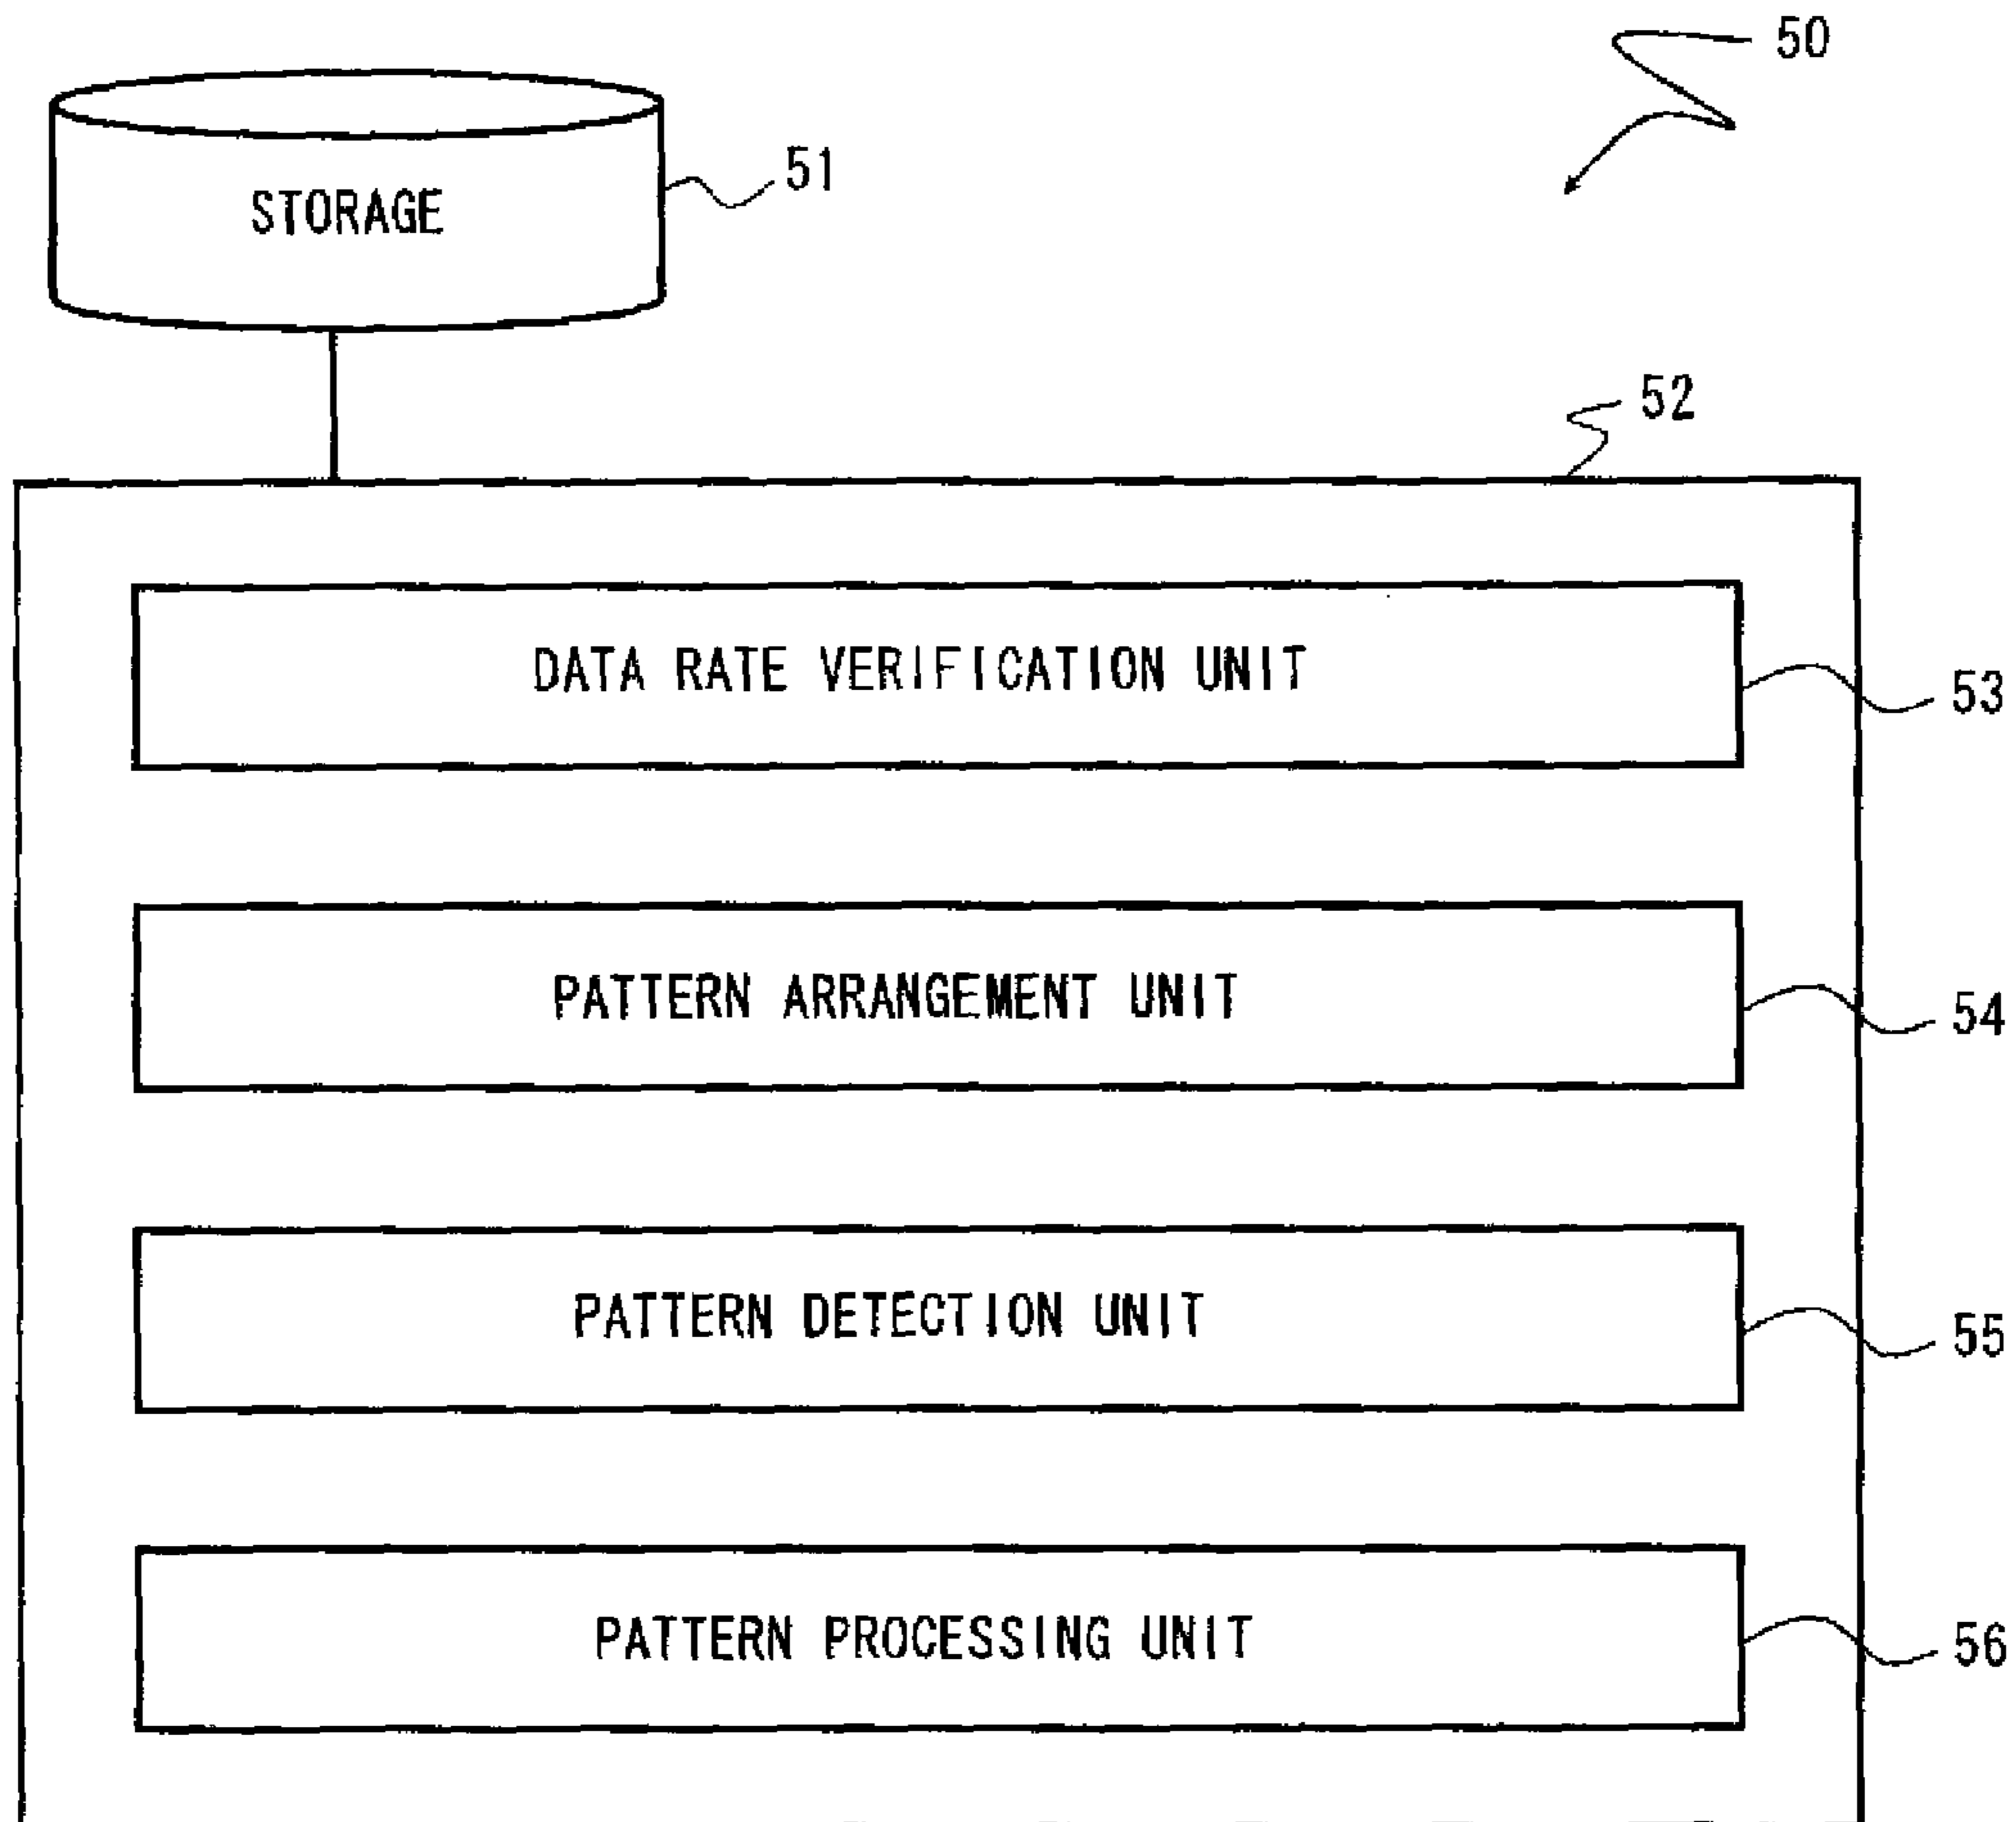 50
STORAGE
51
52
DATA RATE VERIFICATION UNIT
53
PATTERN ARRANGEMENT UNIT
54
PATTERN DETECTION UNIT
55
PATTERN PROCESSING UNIT
56